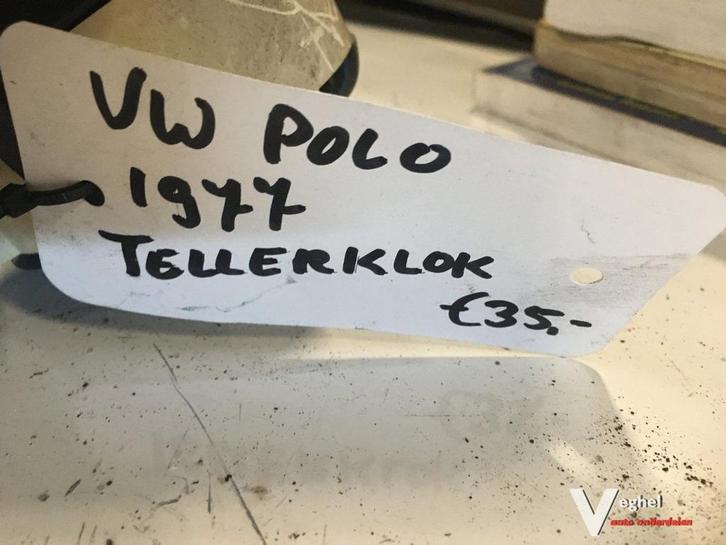 VW POLO
1977
TELLERKLOK
€35,-
Veghel
auto onderdelen